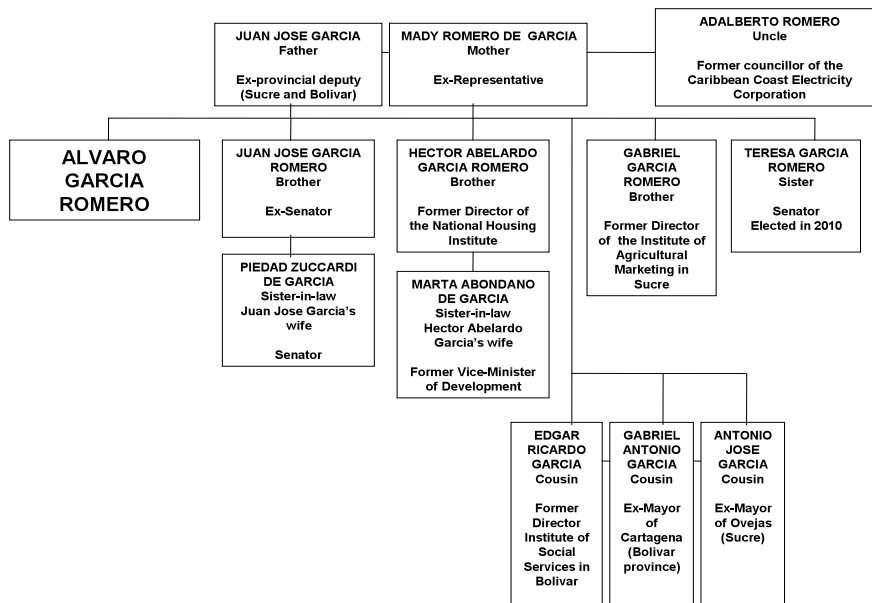 JUAN JOSE GARCIA
Father
Ex-provincial deputy
(Sucre and Bolivar)
MADY ROMERO DE GARCIA
Mother
Ex-Representative
ADALBERTO ROMERO
Uncle
Former councillor of the
Caribbean Coast Electricity
Corporation
ALVARO
GARCIA
ROMERO
JUAN JOSE GARCIA
ROMERO
Brother
Ex-Senator
HECTOR ABELARDO
GARCIA ROMERO
Brother
Former Director of
the National Housing
Institute
GABRIEL
GARCIA
ROMERO
Brother
Former Director
of the Institute of
Agricultural
Marketing in
Sucre
TERESA GARCIA
ROMERO
Sister
Senator
Elected in 2010
PIEDAD ZUCCARDI
DE GARCIA
Sister-in-law
Juan Jose Garcia's
wife
Senator
MARTA ABONDANO
DE GARCIA
Sister-in-law
Hector Abelardo
Garcia's wife
Former Vice-Minister
of Development
EDGAR
RICARDO
GARCIA
Cousin
Former
Director
Institute of
Social
Services in
Bolivar
GABRIEL
ANTONIO
GARCIA
Cousin
Ex-Mayor
of
Cartagena
(Bolivar
province)
ANTONIO
JOSE
GARCIA
Cousin
Ex-Mayor
of Ovejas
(Sucre)